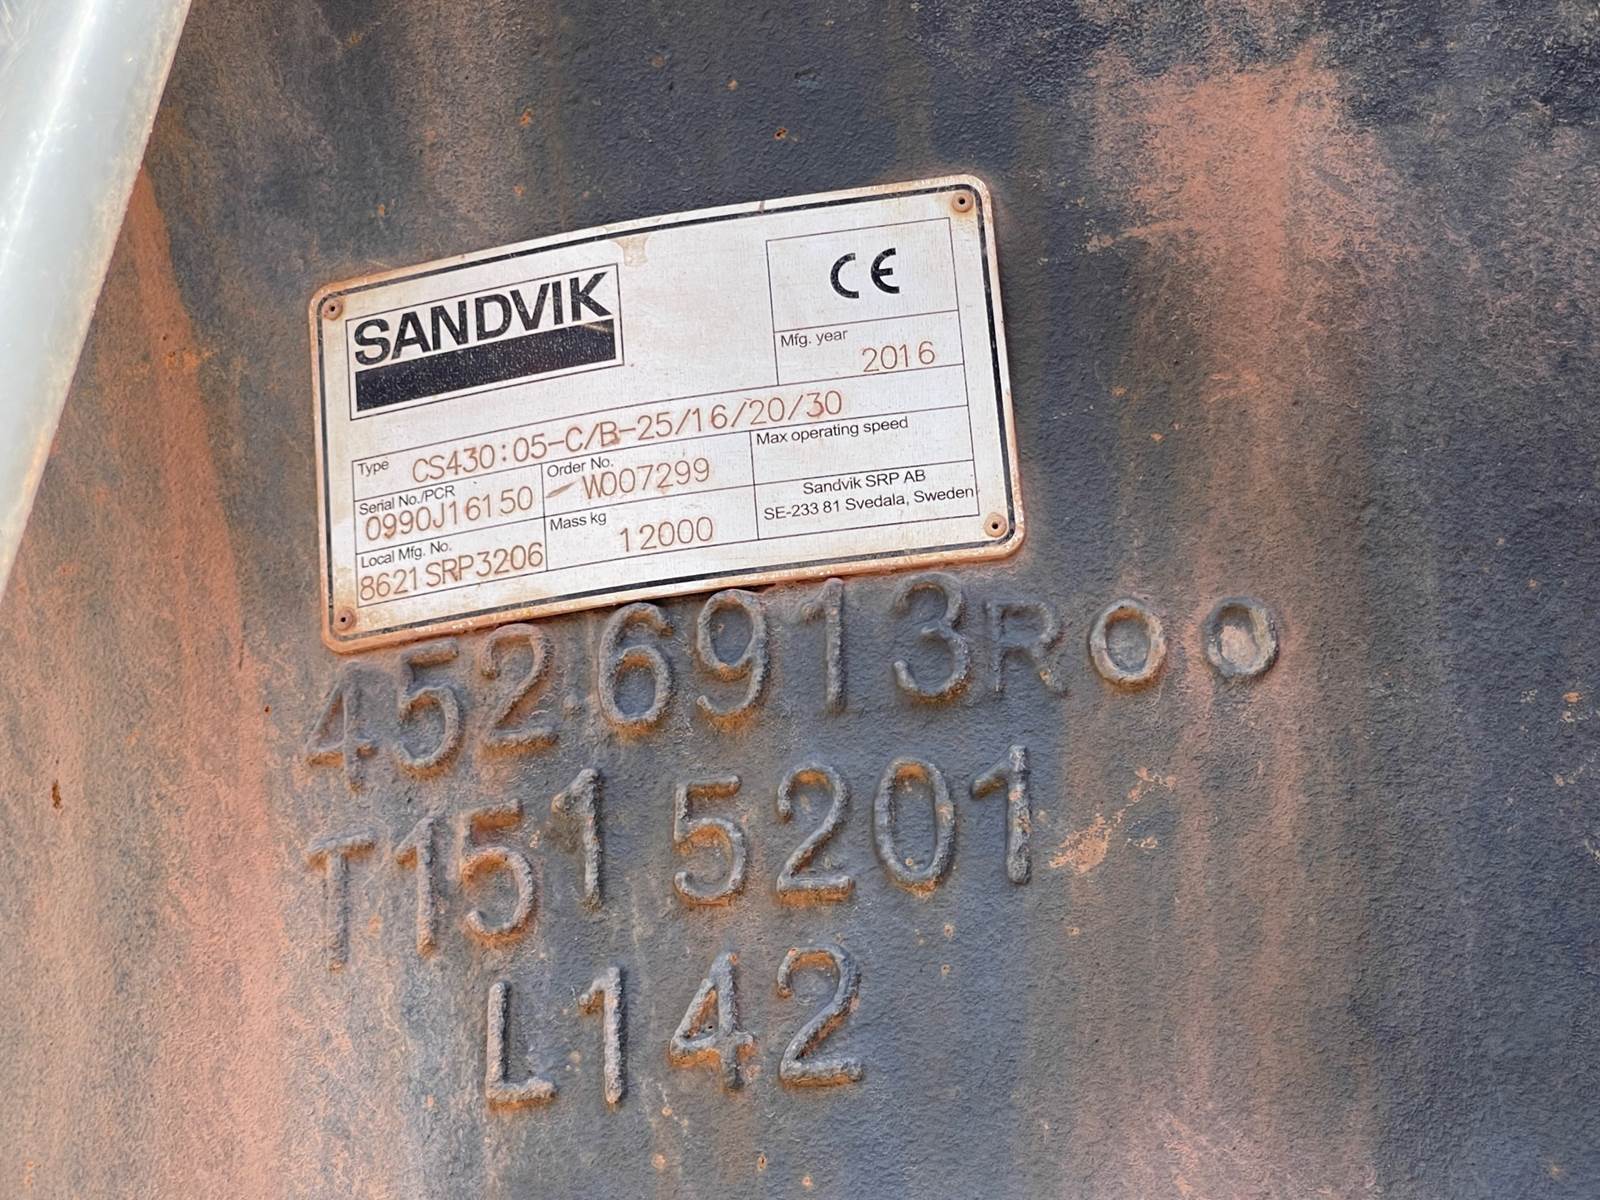 SANDVIK
CE
Mfg. year
2016
Type CS430:05-C/B-25/16/20/30
Serial No./PCR
0990J16150
Order No.
W007299
Max operating speed
Local Mfg. No.
8621SRP3206
Mass kg
12000
Sandvik SRP AB
SE-233 81 Svedala, Sweden
452.6913R00
T151 5201
L142